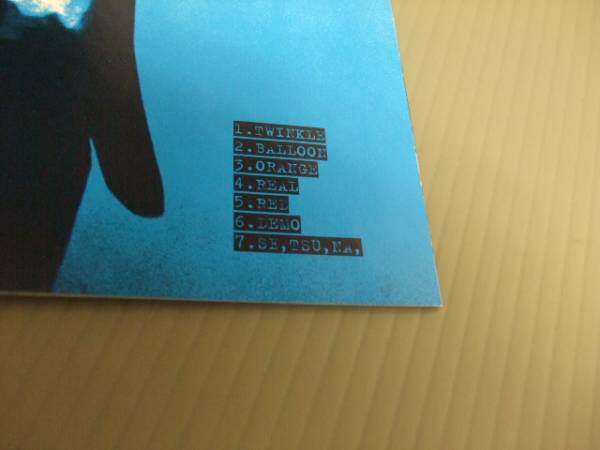 1.TWINKLE
2.BALLOON
3.ORANGE
4.REAL
5.REL
6.DEMO
7.SE,TSU,NA,